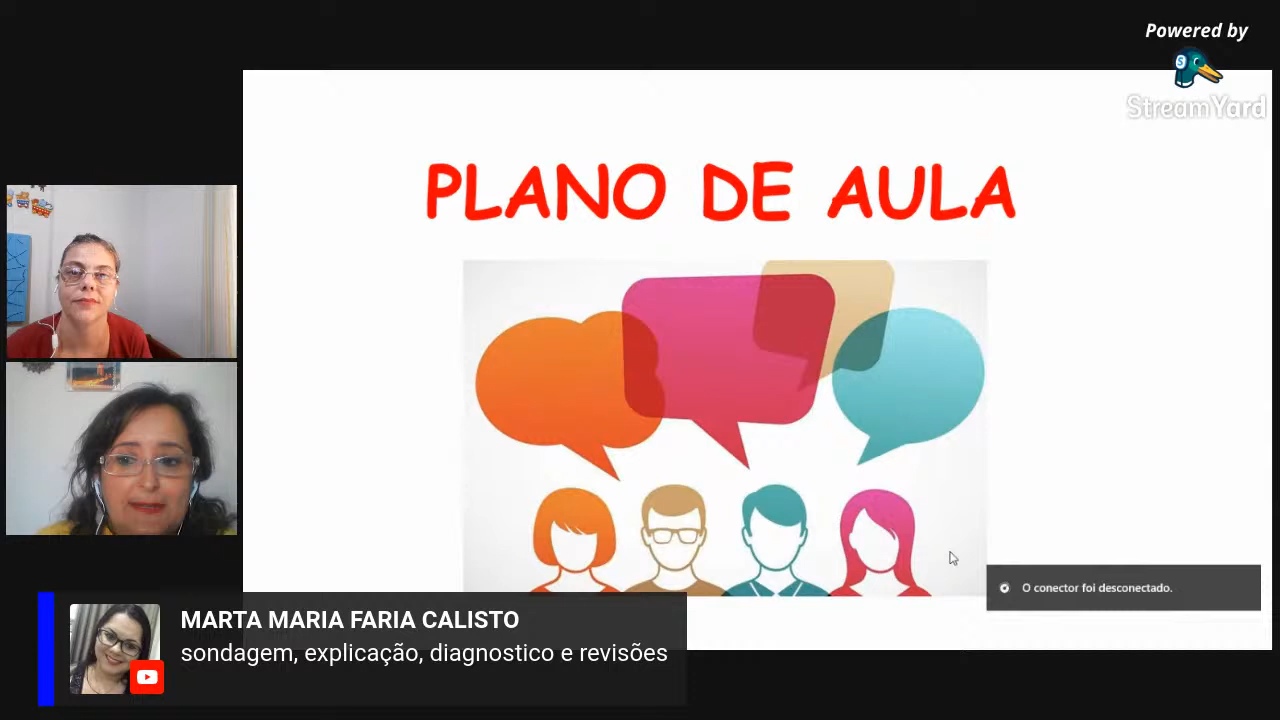 Powered by
StreamYard
PLANO DE AULA
O conector foi desconectado.
MARTA MARIA FARIA CALISTO
sondagem, explicação, diagnostico e revisões